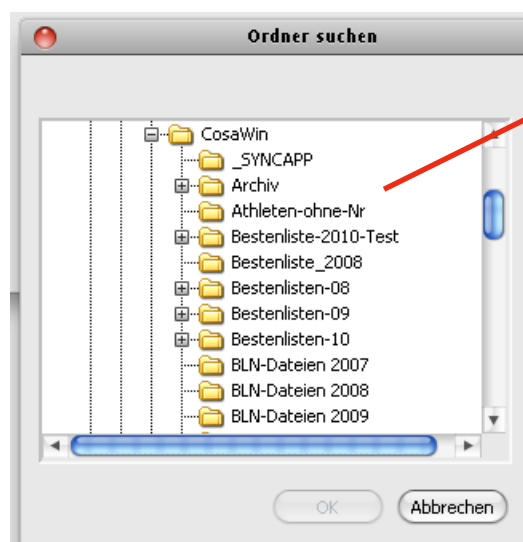 Ordner suchen
CosaWin
_SYNCAPP
Archiv
Athleten-ohne-Nr
Bestenliste-2010-Test
Bestenliste_2008
Bestenlisten-08
Bestenlisten-09
Bestenlisten-10
BLN-Dateien 2007
BLN-Dateien 2008
BLN-Dateien 2009
OK
Abbrechen